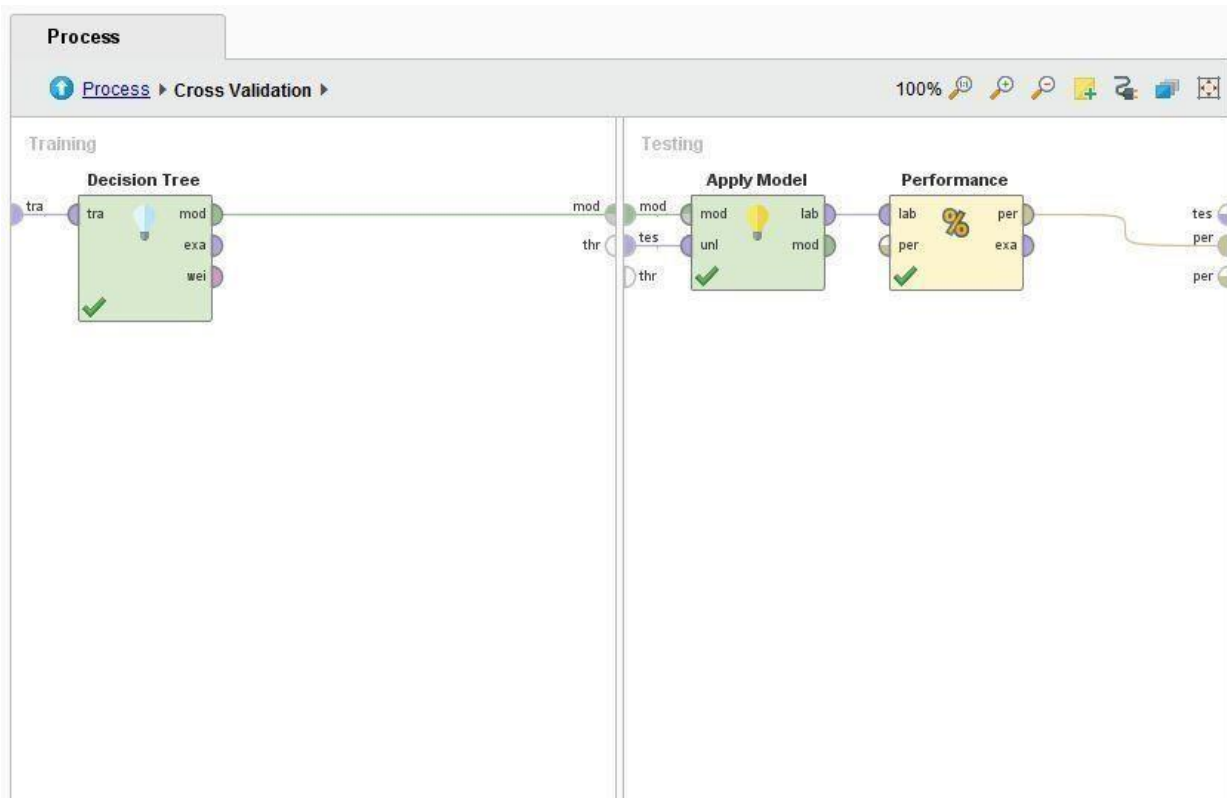 Process
Process ▸ Cross Validation ▸ 100%
Training
Testing
Decision Tree
Apply Model
Performance
tra tra mod mod
exa thr
wei
mod mod lab lab per tes
tes unl mod per exa per
thr per